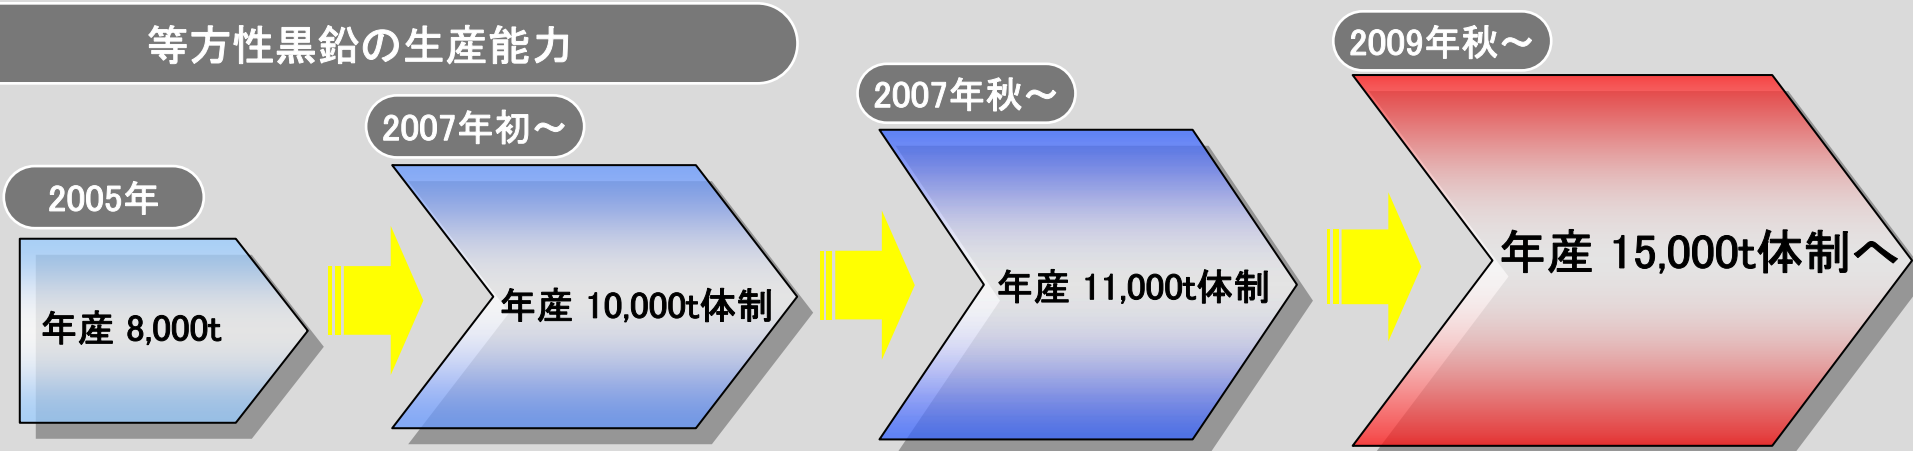 等方性黒鉛の生産能力
2005年
年産 8,000t
2007年初～
年産 10,000t体制
2007年秋～
年産 11,000t体制
2009年秋～
年産 15,000t体制へ